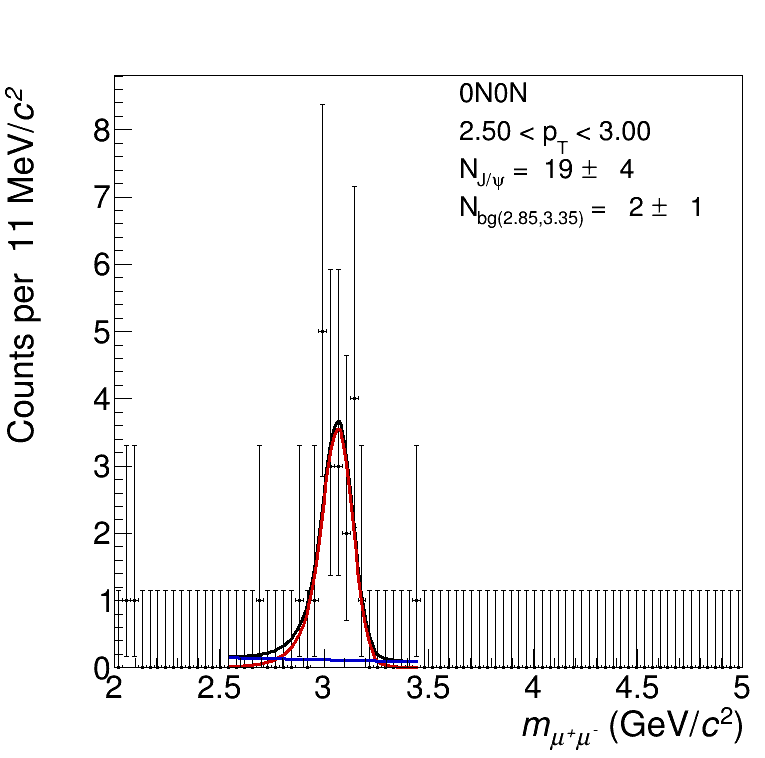 0N0N
2.50 < p_T < 3.00
N_J/ψ = 19 ± 4
N_bg(2.85,3.35) = 2 ± 1
Counts per 11 MeV/c²
8
7
6
5
4
3
2
1
0
2 2.5 3 3.5 4 4.5 5
m_μ⁺μ⁻ (GeV/c²)